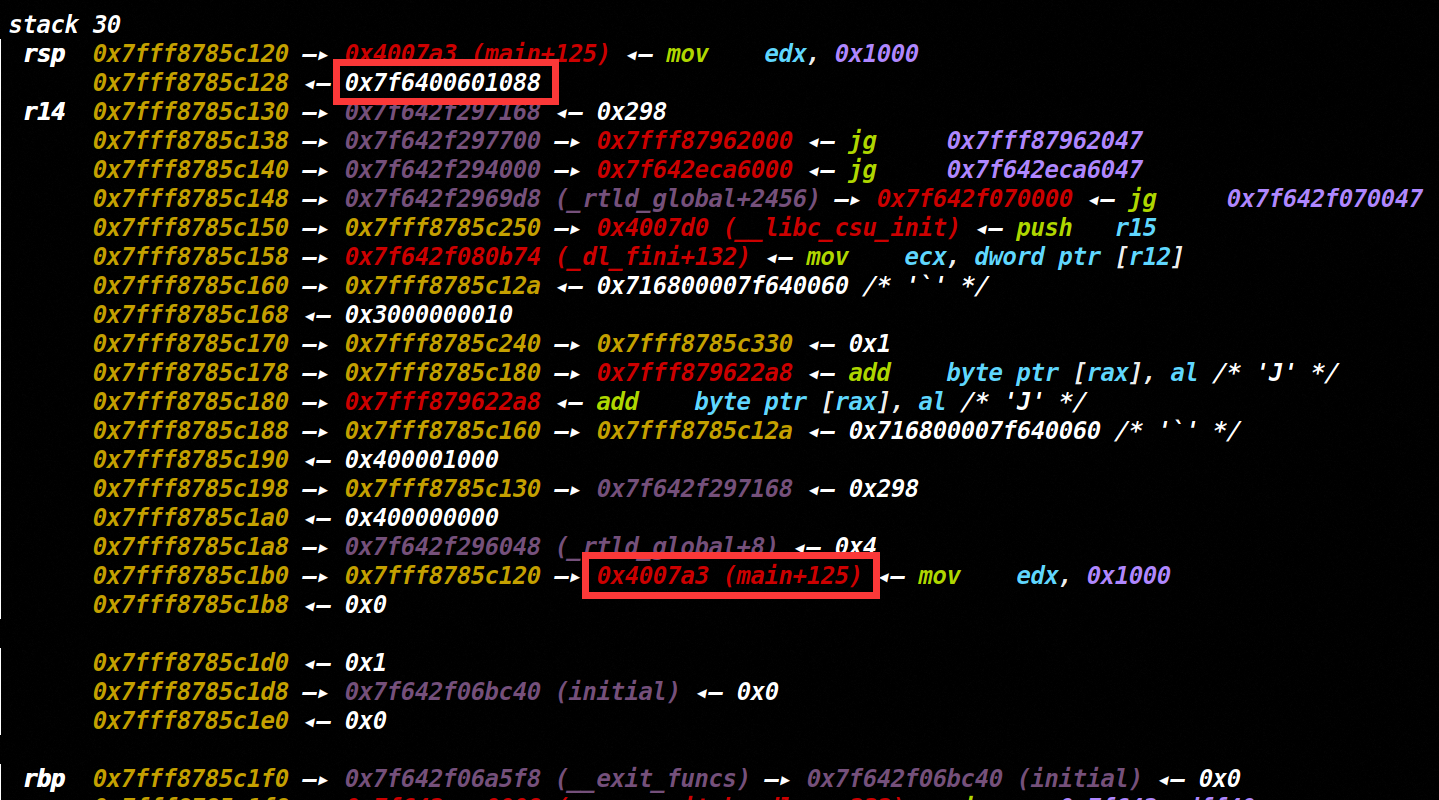 stack 30
rsp 0x7fff8785c120 —▸ 0x4007a3 (main+125) ◂— mov edx, 0x1000
0x7fff8785c128 ◂— 0x7f6400601088
r14 0x7fff8785c130 —▸ 0x7f642f297168 ◂— 0x298
0x7fff8785c138 —▸ 0x7f642f297700 —▸ 0x7fff87962000 ◂— jg 0x7fff87962047
0x7fff8785c140 —▸ 0x7f642f294000 —▸ 0x7f642eca6000 ◂— jg 0x7f642eca6047
0x7fff8785c148 —▸ 0x7f642f2969d8 (_rtld_global+2456) —▸ 0x7f642f070000 ◂— jg 0x7f642f070047
0x7fff8785c150 —▸ 0x7fff8785c250 —▸ 0x4007d0 (__libc_csu_init) ◂— push r15
0x7fff8785c158 —▸ 0x7f642f080b74 (_dl_fini+132) ◂— mov ecx, dword ptr [r12]
0x7fff8785c160 —▸ 0x7fff8785c12a ◂— 0x716800007f640060 /* '`' */
0x7fff8785c168 ◂— 0x3000000010
0x7fff8785c170 —▸ 0x7fff8785c240 —▸ 0x7fff8785c330 ◂— 0x1
0x7fff8785c178 —▸ 0x7fff8785c180 —▸ 0x7fff879622a8 ◂— add byte ptr [rax], al /* 'J' */
0x7fff8785c180 —▸ 0x7fff879622a8 ◂— add byte ptr [rax], al /* 'J' */
0x7fff8785c188 —▸ 0x7fff8785c160 —▸ 0x7fff8785c12a ◂— 0x716800007f640060 /* '`' */
0x7fff8785c190 ◂— 0x400001000
0x7fff8785c198 —▸ 0x7fff8785c130 —▸ 0x7f642f297168 ◂— 0x298
0x7fff8785c1a0 ◂— 0x400000000
0x7fff8785c1a8 —▸ 0x7f642f296048 (_rtld_global+8) ◂— 0x4
0x7fff8785c1b0 —▸ 0x7fff8785c120 —▸ 0x4007a3 (main+125) ◂— mov edx, 0x1000
0x7fff8785c1b8 ◂— 0x0
0x7fff8785c1d0 ◂— 0x1
0x7fff8785c1d8 —▸ 0x7f642f06bc40 (initial) ◂— 0x0
0x7fff8785c1e0 ◂— 0x0
rbp 0x7fff8785c1f0 —▸ 0x7f642f06a5f8 (__exit_funcs) —▸ 0x7f642f06bc40 (initial) ◂— 0x0